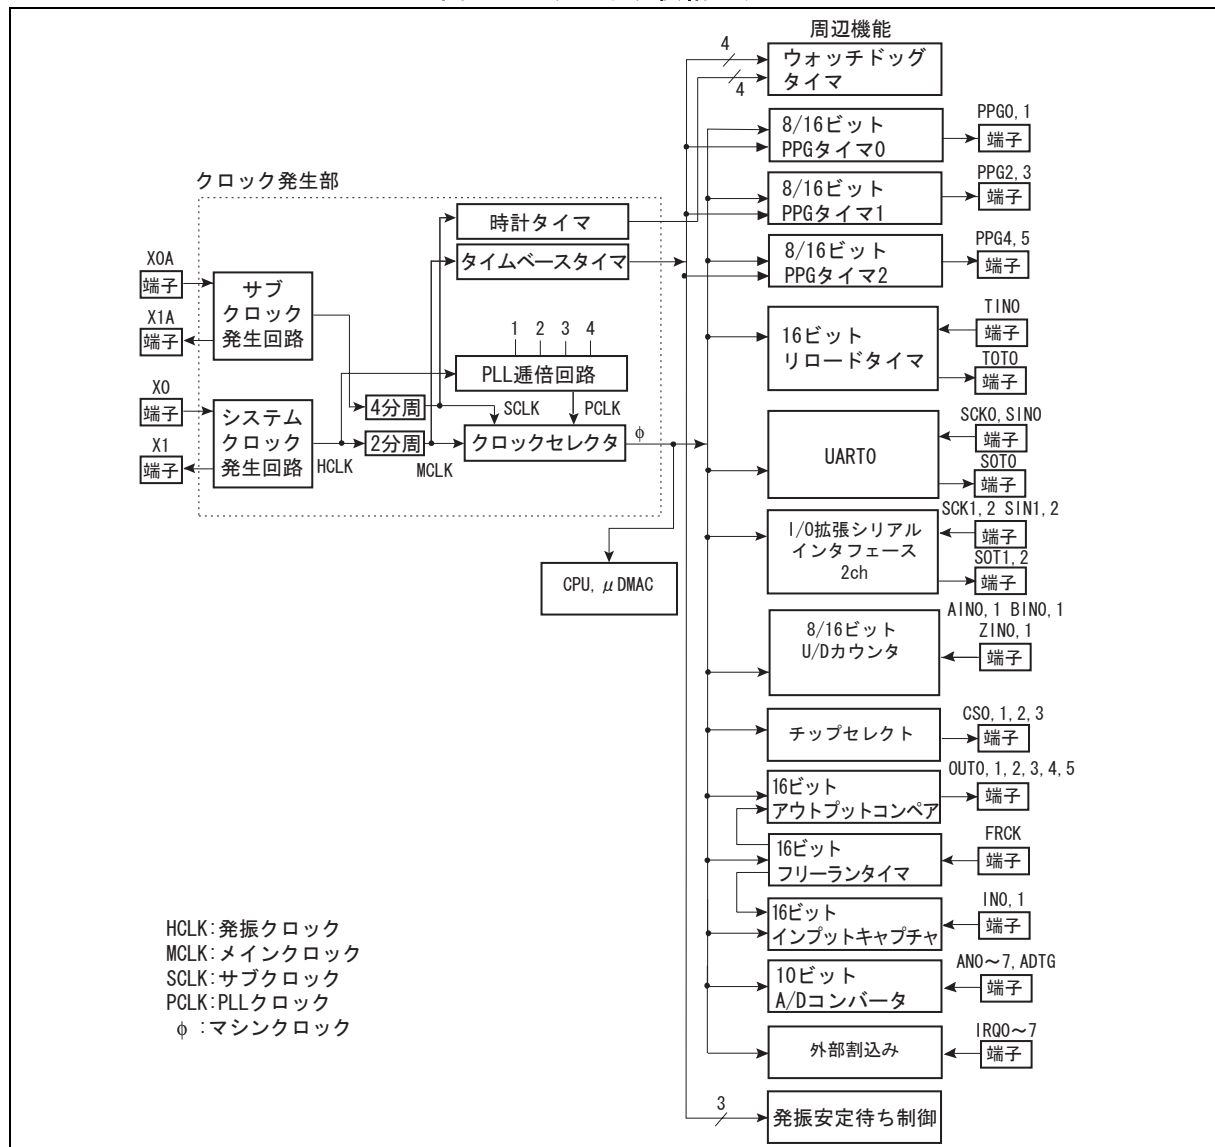 周辺機能
4
ウォッチドッグ
タイマ
4
8/16ビット
PPGタイマ0
PPG0,1
端子
8/16ビット
PPGタイマ1
PPG2,3
端子
8/16ビット
PPGタイマ2
PPG4,5
端子
クロック発生部
時計タイマ
タイムベースタイマ
X0A
端子
X1A
端子
サブ
クロック
発生回路
1 2 3 4
PLL逓倍回路
X0
端子
X1
端子
システム
クロック
発生回路
HCLK
4分周
2分周
MCLK
SCLK
PCLK
クロックセレクタ
φ
CPU, μDMAC
16ビット
リロードタイマ
TIN0
端子
TOT0
端子
UART0
SCK0, SIN0
端子
SOT0
端子
I/O拡張シリアル
インタフェース
2ch
SCK1,2 SIN1,2
端子
SOT1,2
端子
8/16ビット
U/Dカウンタ
AIN0,1 BIN0,1
ZIN0,1
端子
チップセレクト
CS0,1,2,3
端子
16ビット
アウトプットコンペア
OUT0,1,2,3,4,5
端子
16ビット
フリーランタイマ
FRCK
端子
16ビット
インプットキャプチャ
IN0,1
端子
10ビット
A/Dコンバータ
AN0～7,ADTG
端子
外部割込み
IRQ0～7
端子
3
発振安定待ち制御
HCLK:発振クロック
MCLK:メインクロック
SCLK:サブクロック
PCLK:PLLクロック
φ :マシンクロック